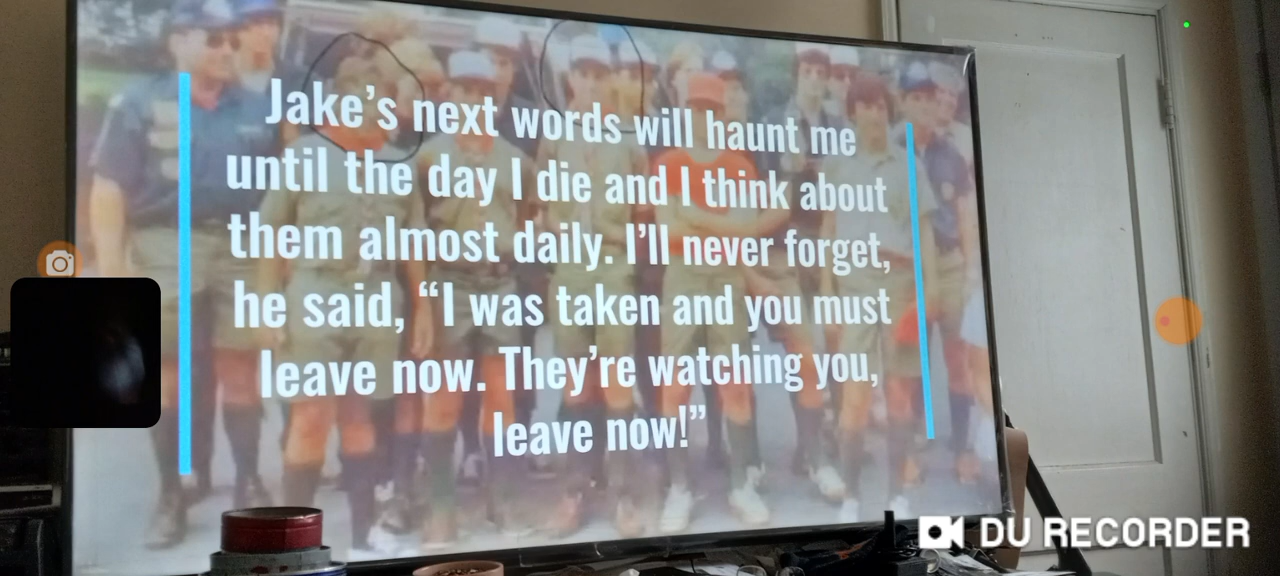 Jake's next words will haunt me
until the day I die and I think about
them almost daily. I'll never forget,
he said, “I was taken and you must
leave now. They're watching you,
leave now!”
DU RECORDER